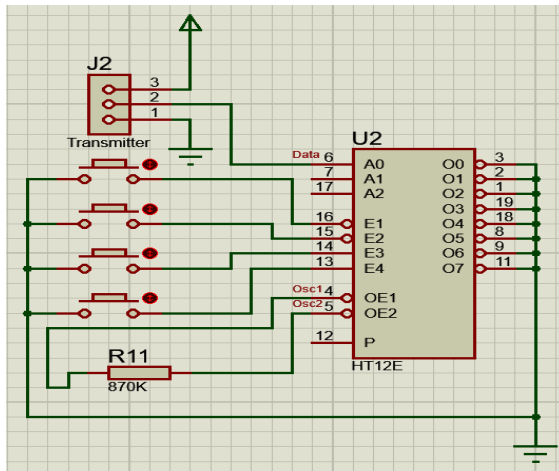 J2
3
2
1
Transmitter
U2
Data 6 A0 O0 3
7 A1 O1 2
17 A2 O2 1
O3 19
16 E1 O4 18
15 E2 O5 8
14 E3 O6 9
13 E4 O7 11
Osc1 4 OE1
Osc2 5 OE2
12 P
HT12E
R11
870K